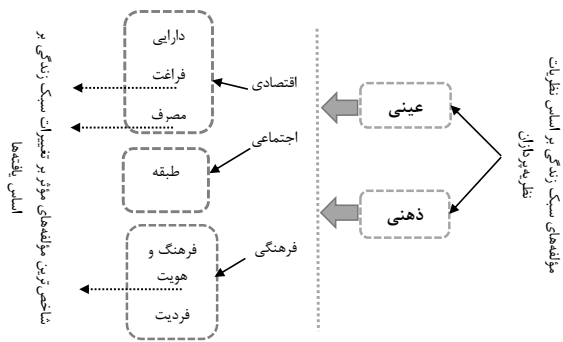 مؤلفه‌های سبک زندگی بر اساس نظریات
نظریه‌پردازان
عینی
ذهنی
اقتصادی
اجتماعی
فرهنگی
دارایی
فراغت
مصرف
طبقه
فرهنگ و
هویت
فردیت
شاخص‌ترین مؤلفه‌های مؤثر بر تغییرات سبک زندگی بر
اساس یافته‌ها